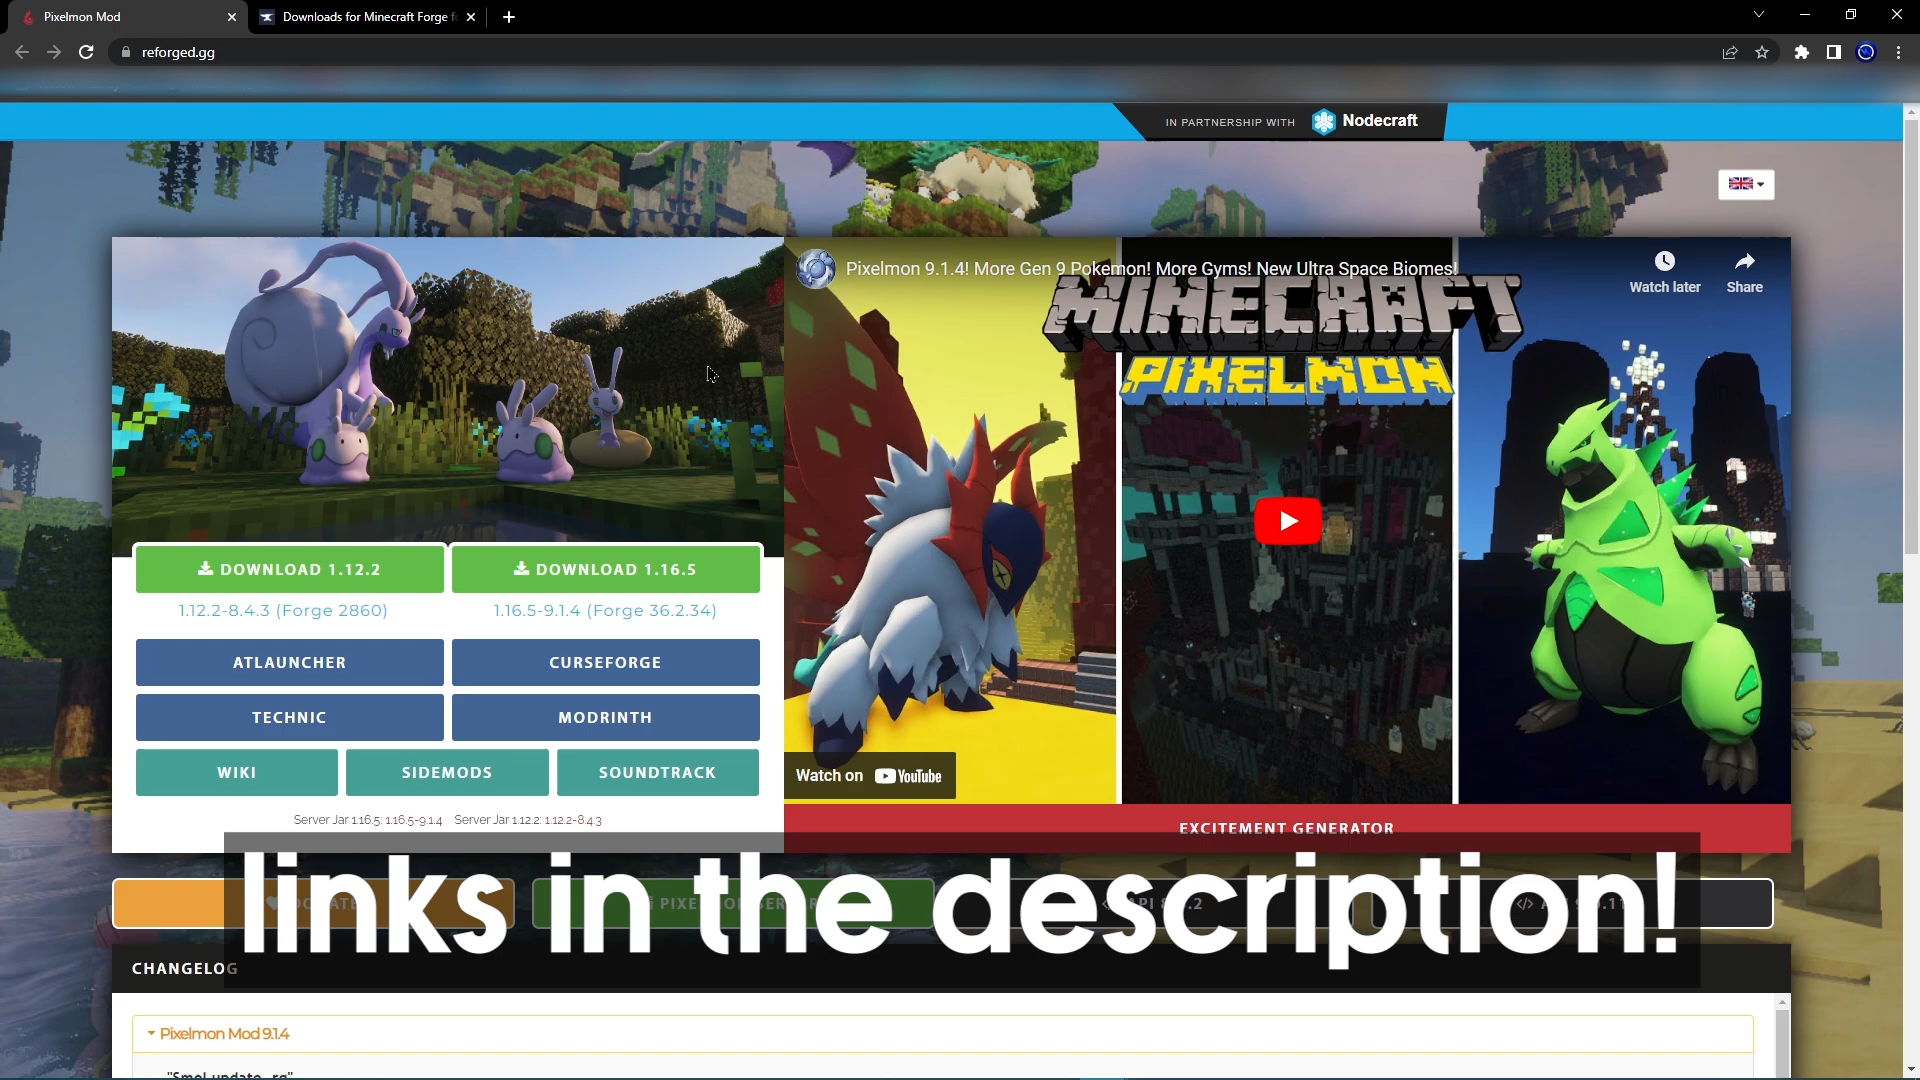 Pixelmon Mod
Downloads for Minecraft Forge f
reforged.gg
IN PARTNERSHIP WITH Nodecraft
Pixelmon 9.1.4! More Gen 9 Pokemon! More Gyms! New Ultra Space Biomes!
Watch later
Share
MINECRAFT
PIXELMON
DOWNLOAD 1.12.2
DOWNLOAD 1.16.5
1.12.2-8.4.3 (Forge 2860)
1.16.5-9.1.4 (Forge 36.2.34)
ATLAUNCHER
CURSEFORGE
TECHNIC
MODRINTH
WIKI
SIDEMODS
SOUNDTRACK
Watch on YouTube
Server Jar 1.16.5: 1.16.5-9.1.4 Server Jar 1.12.2: 1.12.2-8.4.3
EXCITEMENT GENERATOR
links in the description!
CHANGELOG
Pixelmon Mod 9.1.4
"Smol update, rg"